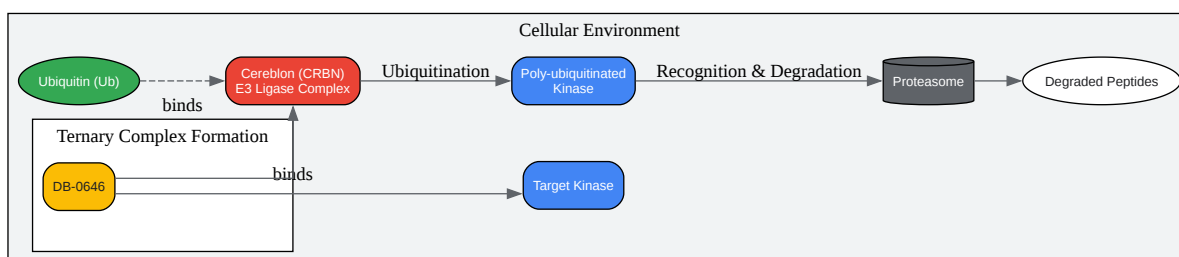 Cellular Environment
Ubiquitin (Ub)
Cereblon (CRBN)
E3 Ligase Complex
Ubiquitination
Poly-ubiquitinated
Kinase
Recognition & Degradation
Proteasome
Degraded Peptides
binds
Ternary Complex Formation
DB-0646
binds
Target Kinase